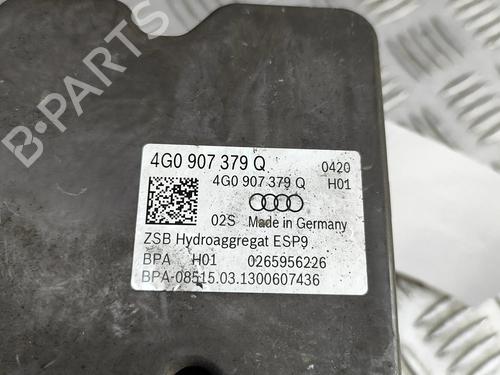 B-PARTS
4G0 907 379 Q 0420
4G0 907 379 Q H01
02S Made in Germany
ZSB Hydroaggregat ESP9
BPA H01 0265956226
BPA-08515.03.1300607436